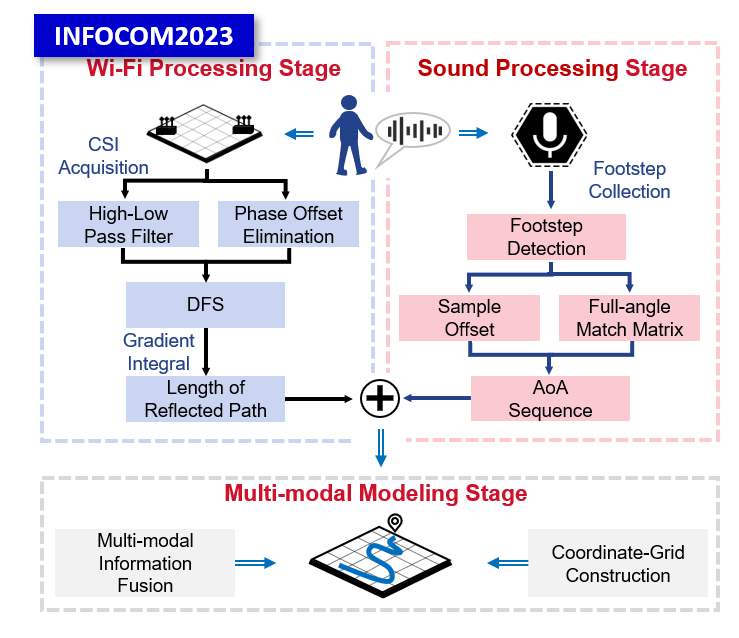 INFOCOM2023
Wi-Fi Processing Stage
CSI
Acquisition
High-Low
Pass Filter
Phase Offset
Elimination
DFS
Gradient
Integral
Length of
Reflected Path
Sound Processing Stage
Footstep
Collection
Footstep
Detection
Sample
Offset
Full-angle
Match Matrix
AoA
Sequence
Multi-modal Modeling Stage
Multi-modal
Information
Fusion
Coordinate-Grid
Construction